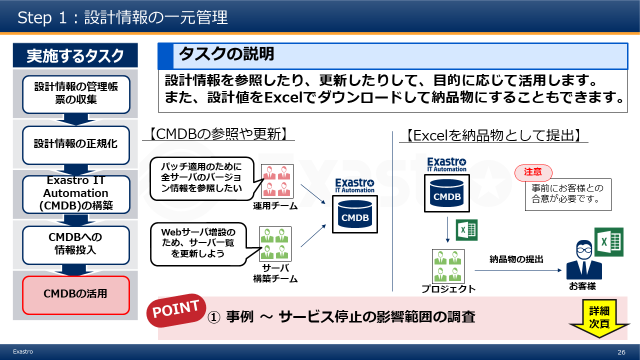 Step 1：設計情報の一元管理
実施するタスク
設計情報の管理帳
票の収集
設計情報の正規化
Exastro IT
Automation
(CMDB)の構築
CMDBへの
情報投入
CMDBの活用
タスクの説明
設計情報を参照したり、更新したりして、目的に応じて活用します。
また、設計値をExcelでダウンロードして納品物にすることもできます。
【CMDBの参照や更新】
パッチ適用のために
全サーバのバージョ
ン情報を参照したい
運用チーム
Webサーバ増設の
ため、サーバ一覧
を更新しよう
サーバ
構築チーム
Exastro
IT Automation
CMDB
【Excelを納品物として提出】
Exastro
IT Automation
CMDB
注意
事前にお客様との
合意が必要です。
プロジェクト
納品物の提出
お客様
POINT
① 事例 ～ サービス停止の影響範囲の調査
詳細
次頁
Exastro
26